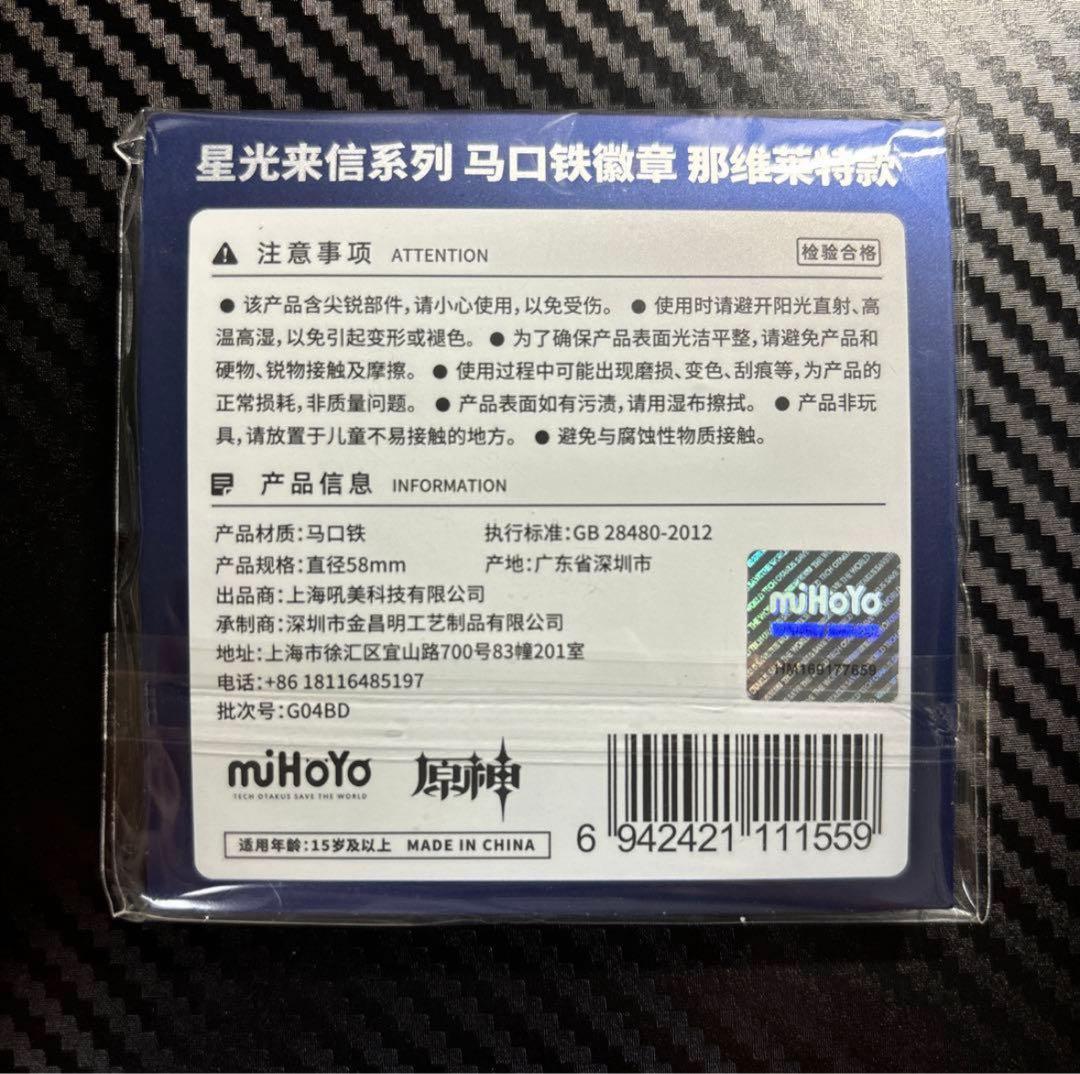 星光来信系列 马口铁徽章 那维莱特款
注意事项 ATTENTION 检验合格
● 该产品含尖锐部件,请小心使用,以免受伤。 ● 使用时请避开阳光直射、高
温高湿,以免引起变形或褪色。 ● 为了确保产品表面光洁平整,请避免产品和
硬物、锐物接触及摩擦。 ● 使用过程中可能出现磨损、变色、刮痕等,为产品的
正常损耗,非质量问题。 ● 产品表面如有污渍,请用湿布擦拭。 ● 产品非玩
具,请放置于儿童不易接触的地方。 ● 避免与腐蚀性物质接触。
产品信息 INFORMATION
产品材质:马口铁 执行标准:GB 28480-2012
产品规格:直径58mm 产地:广东省深圳市
出品商:上海吼美科技有限公司
承制商:深圳市金昌明工艺制品有限公司
地址:上海市徐汇区宜山路700号83幢201室
电话:+86 18116485197
批次号:G04BD
miHoYo
HM169177659
miHoYo
TECH OTAKUS SAVE THE WORLD
原神
适用年龄:15岁及以上 MADE IN CHINA
6 942421 111559